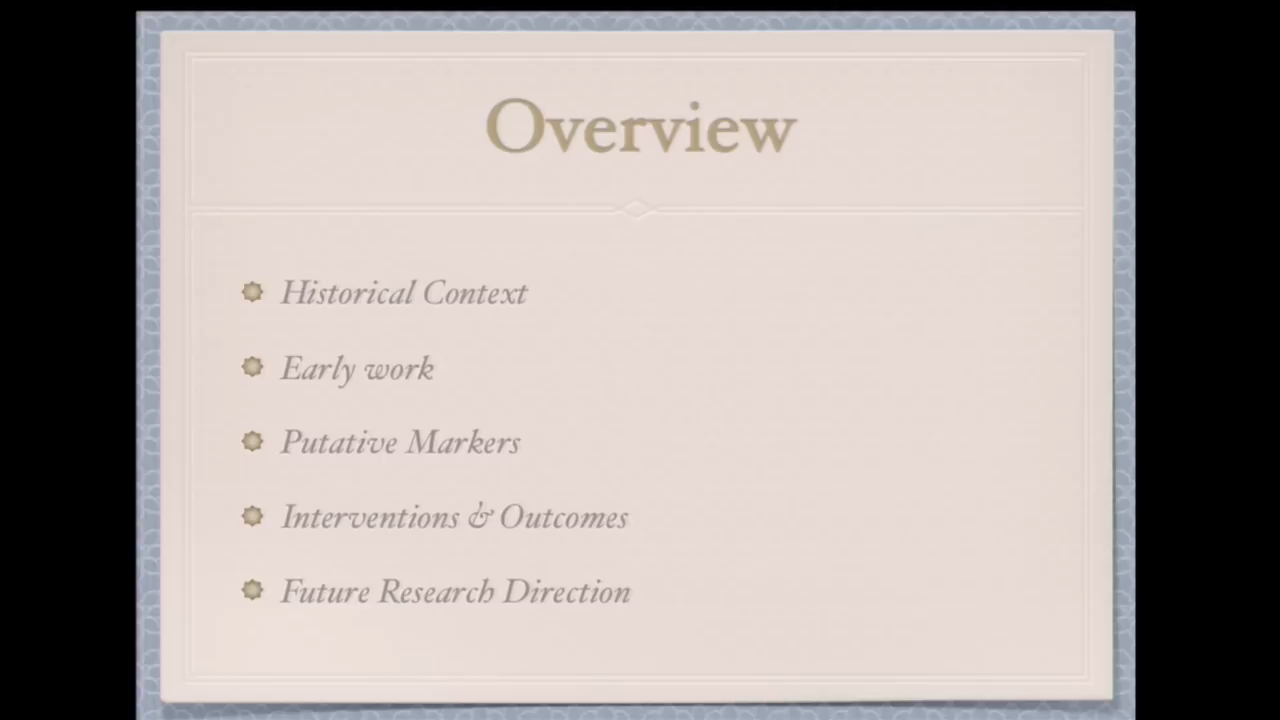 Overview
Historical Context
Early work
Putative Markers
Interventions & Outcomes
Future Research Direction